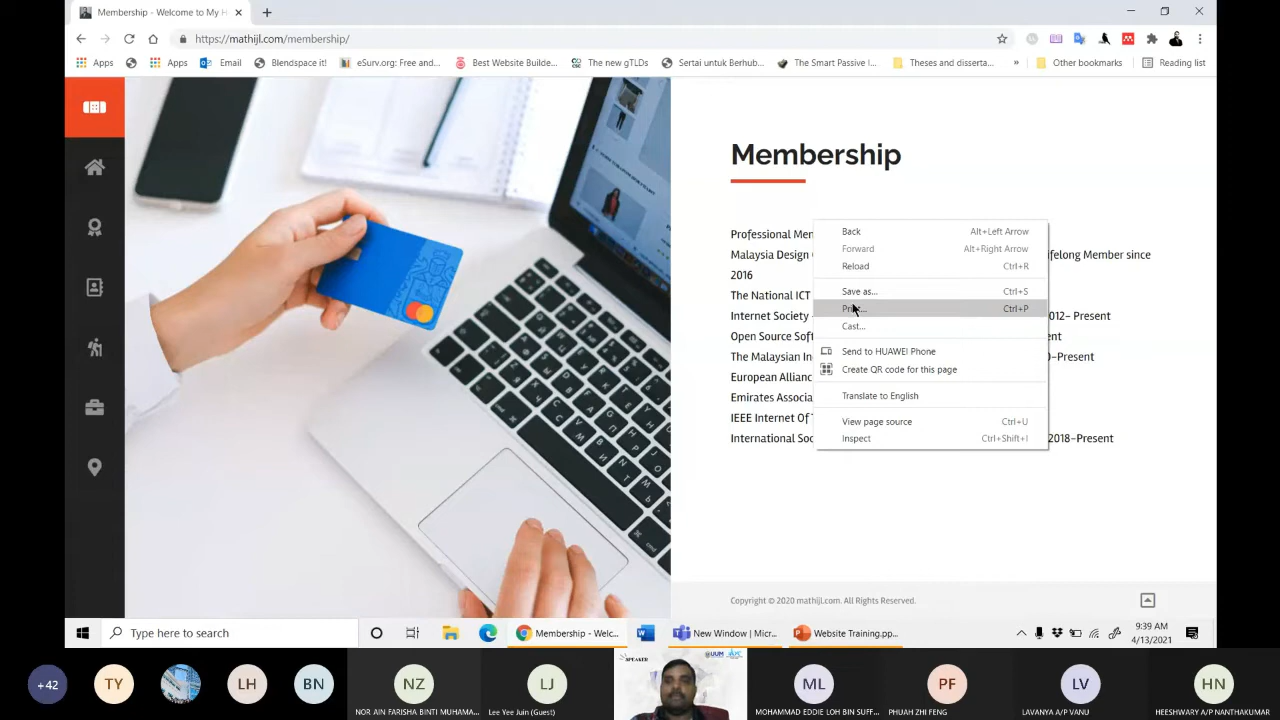 Membership - Welcome to My H
https://mathijl.com/membership/
Apps
Apps
Email
Blendspace it!
eSurv.org: Free and...
Best Website Builde...
The new gTLDs
Sertai untuk Berhub...
The Smart Passive I...
Theses and disserta...
»
Other bookmarks
Reading list
Membership
Professional Mem
Malaysia Design
ifelong Member since
2016
The National ICT
Internet Society
2012- Present
Open Source Soft
The Malaysian In
0-Present
European Allianc
Emirates Associa
IEEE Internet Of T
International Soc
2018-Present
Back Alt+Left Arrow
Forward Alt+Right Arrow
Reload Ctrl+R
Save as... Ctrl+S
Print... Ctrl+P
Cast...
Send to HUAWEI Phone
Create QR code for this page
Translate to English
View page source Ctrl+U
Inspect Ctrl+Shift+I
Copyright © 2020 mathijl.com. All Rights Reserved.
Type here to search
Membership - Welc...
New Window | Micr...
Website Training.pp...
9:39 AM
4/13/2021
+42
TY
LH
BN
NZ
NOR AIN FARISHA BINTI MUHAMA...
LJ
Lee Yee Juin (Guest)
SPEAKER
UUM
ML
MOHAMMAD EDDIE LOH BIN SUFF...
PF
PHUAH ZHI FENG
LV
LAVANYA A/P VANU
HN
HEESHWARY A/P NANTHAKUMAR